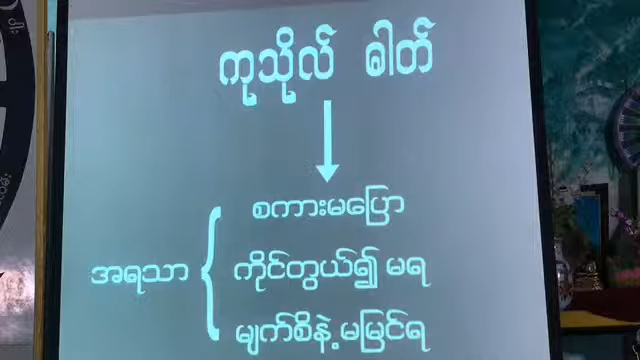 ကုသိုလ် ဓါတ်
စကားမပြော
အရသာ
ကိုင်တွယ်၍ မရ
မျက်စိနဲ့ မမြင်ရ